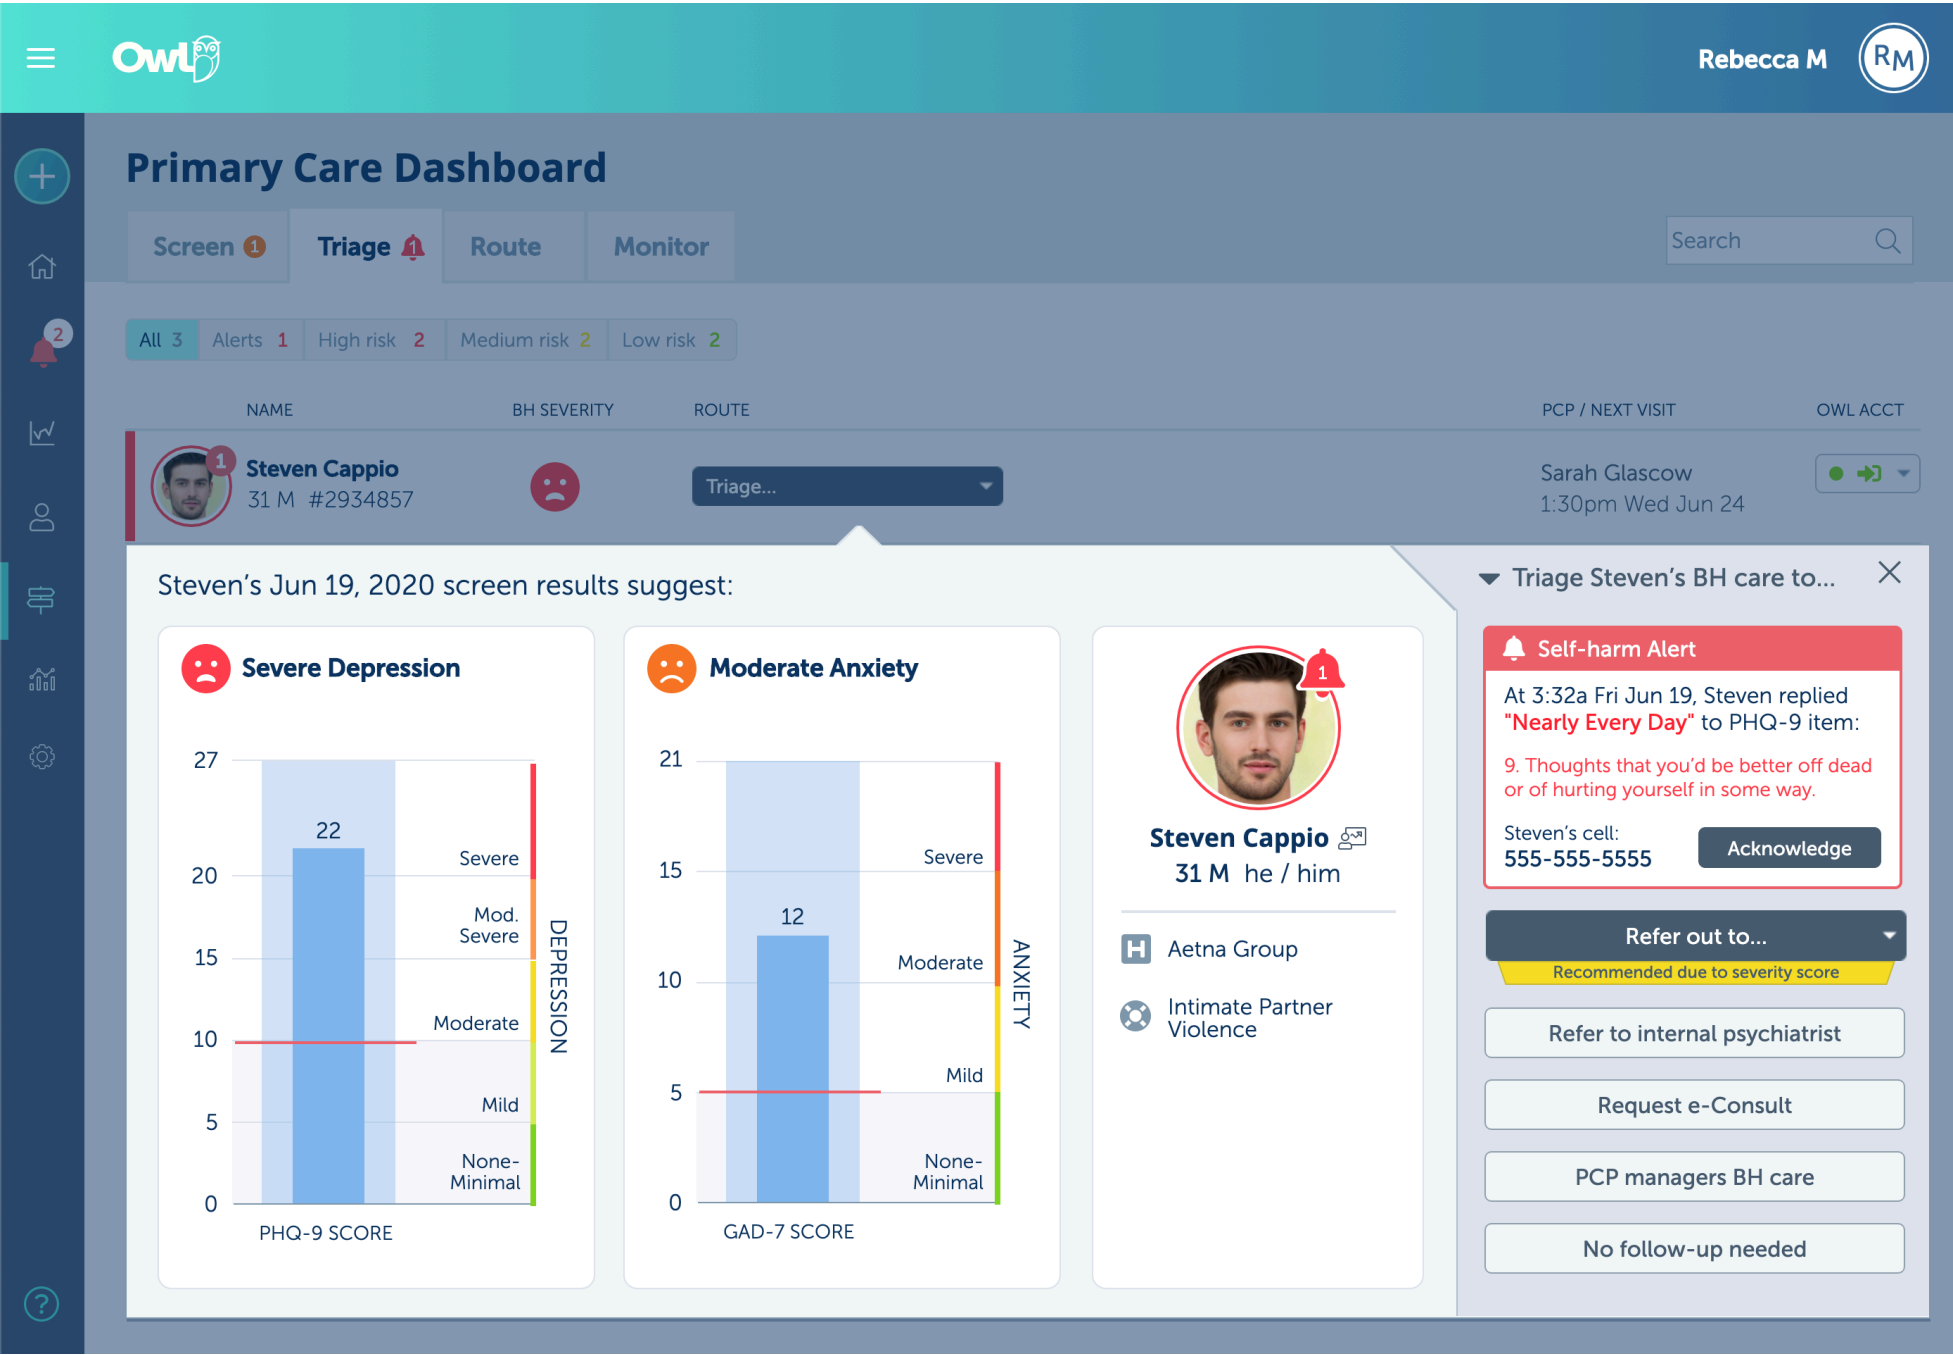 Owl
Rebecca M
RM
Primary Care Dashboard
Screen 1
Triage 1
Route
Monitor
Search
2
All 3
Alerts 1
High risk 2
Medium risk 2
Low risk 2
NAME
BH SEVERITY
ROUTE
PCP / NEXT VISIT
OWL ACCT
1
Steven Cappio
31 M #2934857
Triage...
Sarah Glascow
1:30pm Wed Jun 24
Steven’s Jun 19, 2020 screen results suggest:
Severe Depression
27
22
20
15
10
5
0
Severe
Mod.
Severe
Moderate
Mild
None-
Minimal
DEPRESSION
PHQ-9 SCORE
Moderate Anxiety
21
15
12
10
5
0
Severe
Moderate
Mild
None-
Minimal
ANXIETY
GAD-7 SCORE
1
Steven Cappio
31 M he / him
H Aetna Group
Intimate Partner
Violence
Triage Steven’s BH care to...
Self-harm Alert
At 3:32a Fri Jun 19, Steven replied
"Nearly Every Day" to PHQ-9 item:
9. Thoughts that you’d be better off dead
or of hurting yourself in some way.
Steven’s cell:
555-555-5555
Acknowledge
Refer out to...
Recommended due to severity score
Refer to internal psychiatrist
Request e-Consult
PCP managers BH care
No follow-up needed
?